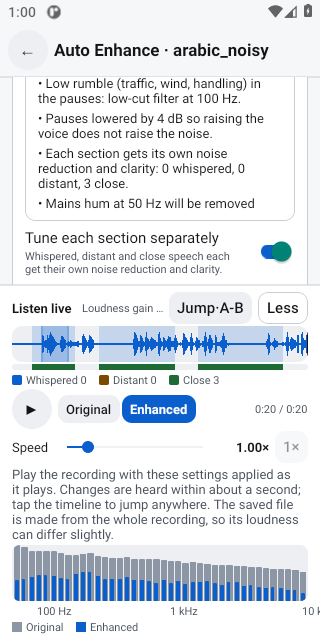 1:00
← Auto Enhance · arabic_noisy
• Low rumble (traffic, wind, handling) in
the pauses: low-cut filter at 100 Hz.
• Pauses lowered by 4 dB so raising the
voice does not raise the noise.
• Each section gets its own noise
reduction and clarity: 0 whispered, 0
distant, 3 close.
• Mains hum at 50 Hz will be removed
Tune each section separately
Whispered, distant and close speech each
get their own noise reduction and clarity.
Listen live Loudness gain … Jump·A-B Less
Whispered 0 Distant 0 Close 3
▶ Original Enhanced 0:20 / 0:20
Speed 1.00× 1×
Play the recording with these settings applied as
it plays. Changes are heard within about a second;
tap the timeline to jump anywhere. The saved file
is made from the whole recording, so its loudness
can differ slightly.
100 Hz 1 kHz 10 k
Original Enhanced